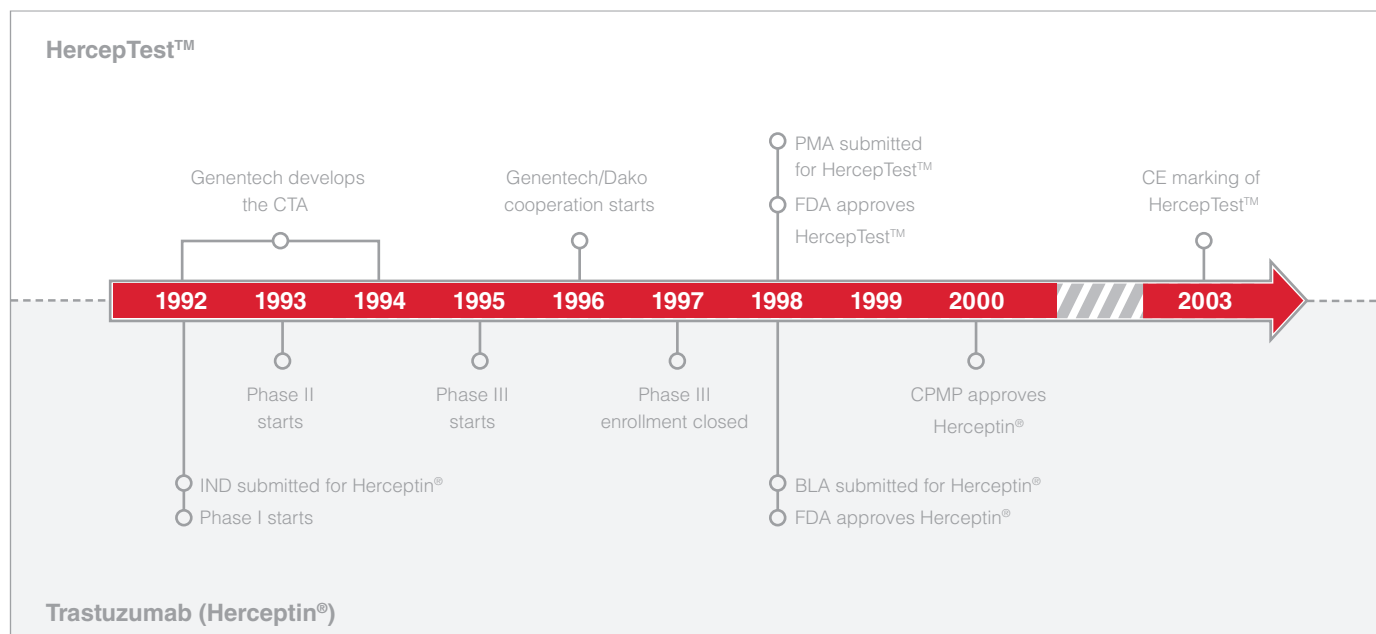 HercepTest™
PMA submitted
for HercepTest™
FDA approves
HercepTest™
Genentech develops
the CTA
Genentech/Dako
cooperation starts
CE marking of
HercepTest™
1992 1993 1994 1995 1996 1997 1998 1999 2000 2003
Phase II
starts
Phase III
starts
Phase III
enrollment closed
CPMP approves
Herceptin®
IND submitted for Herceptin®
Phase I starts
BLA submitted for Herceptin®
FDA approves Herceptin®
Trastuzumab (Herceptin®)